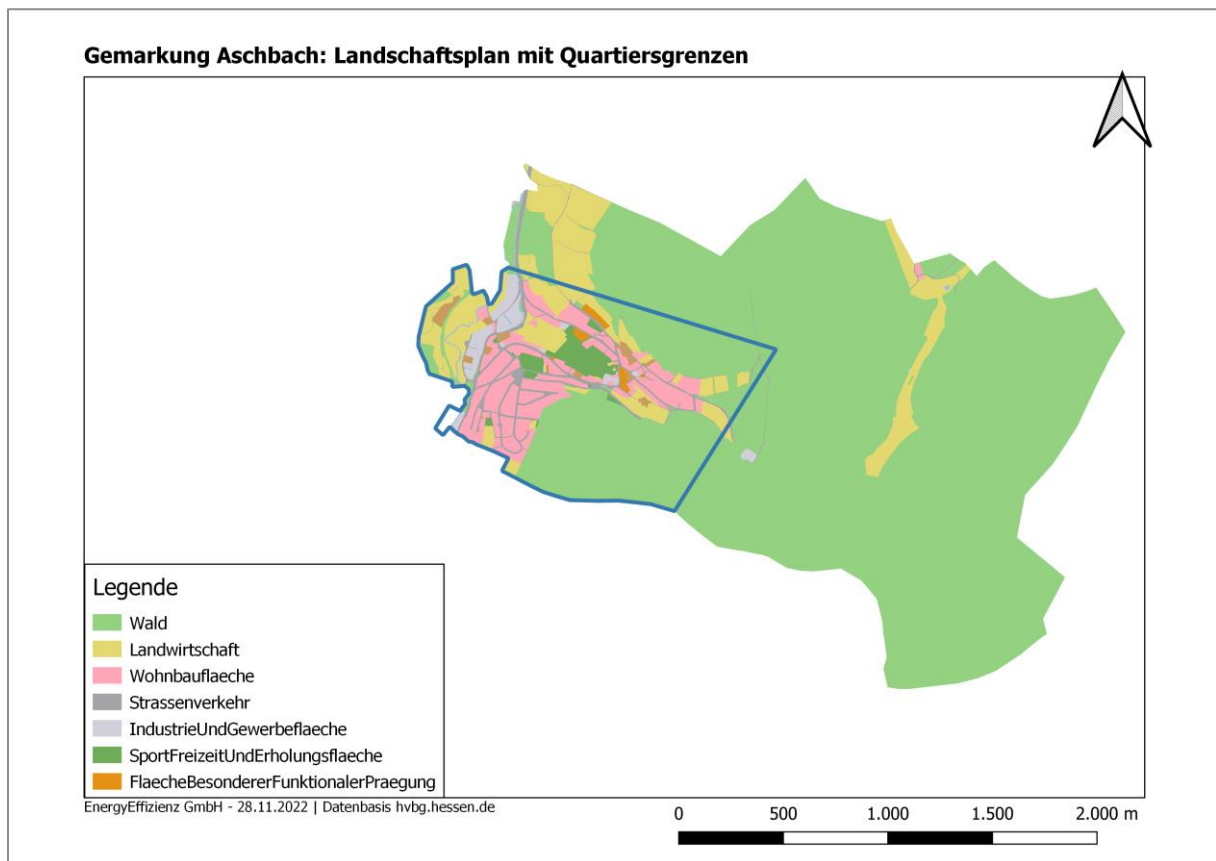 Gemarkung Aschbach: Landschaftsplan mit Quartiersgrenzen
Legende
Wald
Landwirtschaft
Wohnbauflaeche
Strassenverkehr
IndustrieUndGewerbeflaeche
SportFreizeitUndErholungsflaeche
FlaecheBesondererFunktionalerPraegung
EnergyEffizienz GmbH - 28.11.2022 | Datenbasis hvbg.hessen.de
0 500 1.000 1.500 2.000 m